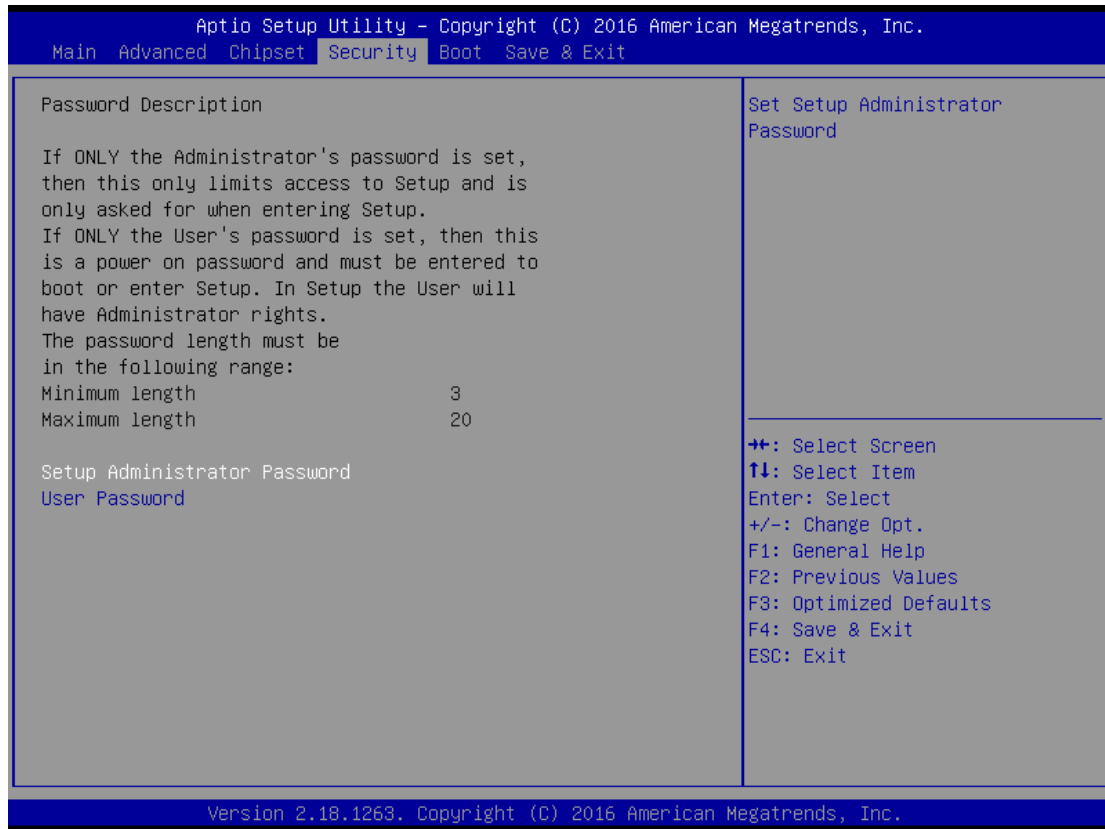 Aptio Setup Utility – Copyright (C) 2016 American Megatrends, Inc.
Main Advanced Chipset Security Boot Save & Exit
Password Description
If ONLY the Administrator's password is set,
then this only limits access to Setup and is
only asked for when entering Setup.
If ONLY the User's password is set, then this
is a power on password and must be entered to
boot or enter Setup. In Setup the User will
have Administrator rights.
The password length must be
in the following range:
Minimum length 3
Maximum length 20
Setup Administrator Password
User Password
Set Setup Administrator
Password
→←: Select Screen
↑↓: Select Item
Enter: Select
+/-: Change Opt.
F1: General Help
F2: Previous Values
F3: Optimized Defaults
F4: Save & Exit
ESC: Exit
Version 2.18.1263. Copyright (C) 2016 American Megatrends, Inc.